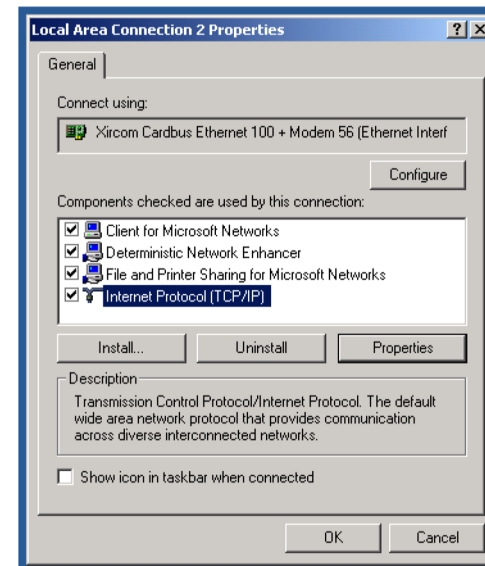 Local Area Connection 2 Properties
General
Connect using:
Xircom Cardbus Ethernet 100 + Modem 56 (Ethernet Interf
Configure
Components checked are used by this connection:
Client for Microsoft Networks
Deterministic Network Enhancer
File and Printer Sharing for Microsoft Networks
Internet Protocol (TCP/IP)
Install...
Uninstall
Properties
Description
Transmission Control Protocol/Internet Protocol. The default
wide area network protocol that provides communication
across diverse interconnected networks.
Show icon in taskbar when connected
OK
Cancel